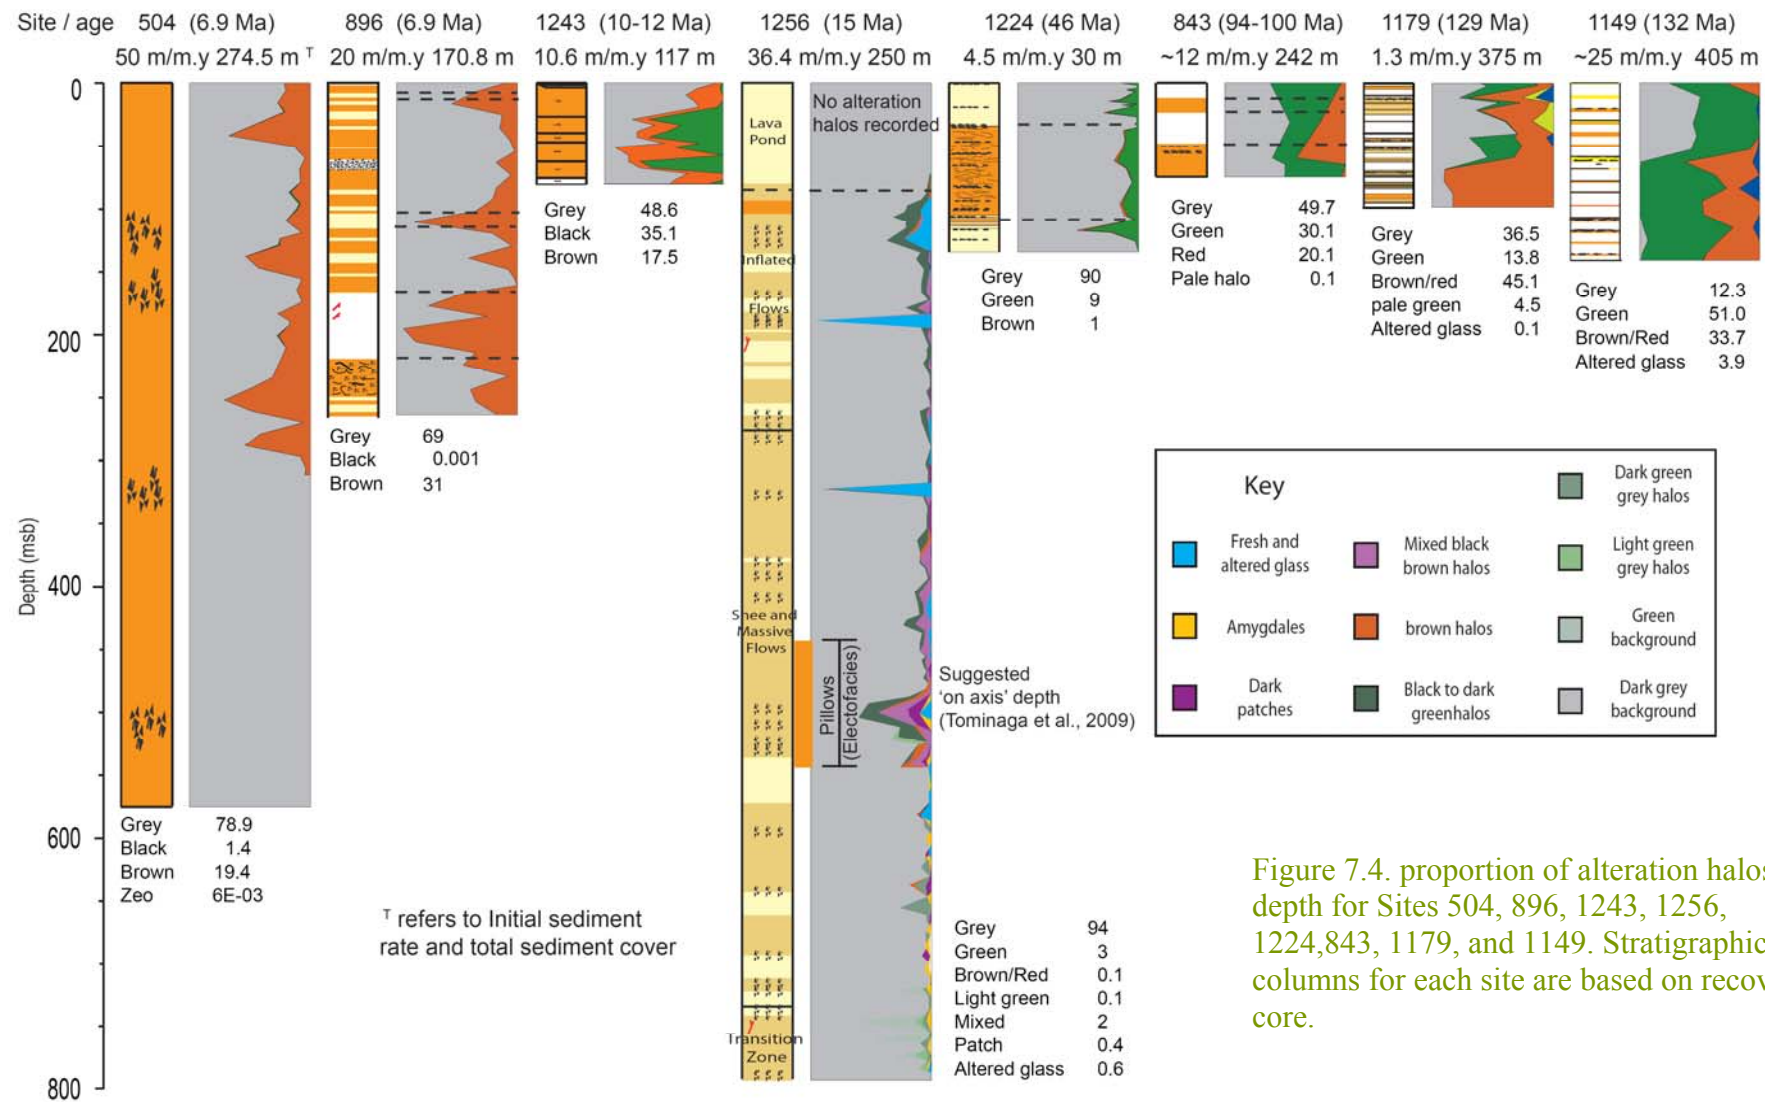 Site / age 504 (6.9 Ma) 896 (6.9 Ma) 1243 (10-12 Ma) 1256 (15 Ma) 1224 (46 Ma) 843 (94-100 Ma) 1179 (129 Ma) 1149 (132 Ma)
50 m/m.y 274.5 m T 20 m/m.y 170.8 m 10.6 m/m.y 117 m 36.4 m/m.y 250 m 4.5 m/m.y 30 m ~12 m/m.y 242 m 1.3 m/m.y 375 m ~25 m/m.y 405 m
0
200
400
600
800
Depth (msb)
Grey 78.9
Black 1.4
Brown 19.4
Zeo 6E-03
Grey 69
Black 0.001
Brown 31
Grey 48.6
Black 35.1
Brown 17.5
Lava
Pond
Inflated
Flows
Shee and
Massive
Flows
Transition
Zone
No alteration
halos recorded
Pillows
(Electofacies)
Suggested
'on axis' depth
(Tominaga et al., 2009)
Grey 94
Green 3
Brown/Red 0.1
Light green 0.1
Mixed 2
Patch 0.4
Altered glass 0.6
Grey 90
Green 9
Brown 1
Grey 49.7
Green 30.1
Red 20.1
Pale halo 0.1
Grey 36.5
Green 13.8
Brown/red 45.1
pale green 4.5
Altered glass 0.1
Grey 12.3
Green 51.0
Brown/Red 33.7
Altered glass 3.9
Key
Fresh and
altered glass
Amygdales
Dark
patches
Mixed black
brown halos
brown halos
Black to dark
greenhalos
Dark green
grey halos
Light green
grey halos
Green
background
Dark grey
background
T refers to Initial sediment
rate and total sediment cover
Figure 7.4. proportion of alteration halos
depth for Sites 504, 896, 1243, 1256,
1224,843, 1179, and 1149. Stratigraphic
columns for each site are based on recov
core.